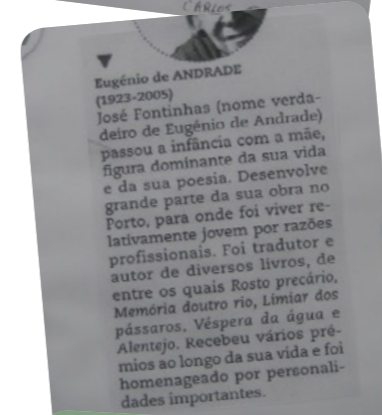 CARLOS
Eugénio de ANDRADE
(1923-2005)
José Fontinhas (nome verda-
deiro de Eugénio de Andrade)
passou a infância com a mãe,
figura dominante da sua vida
e da sua poesia. Desenvolve
grande parte da sua obra no
Porto, para onde foi viver re-
lativamente jovem por razões
profissionais. Foi tradutor e
autor de diversos livros, de
entre os quais Rosto precário,
Memória doutro rio, Limiar dos
pássaros, Véspera da água e
Alentejo. Recebeu vários pré-
mios ao longo da sua vida e foi
homenageado por personali-
dades importantes.